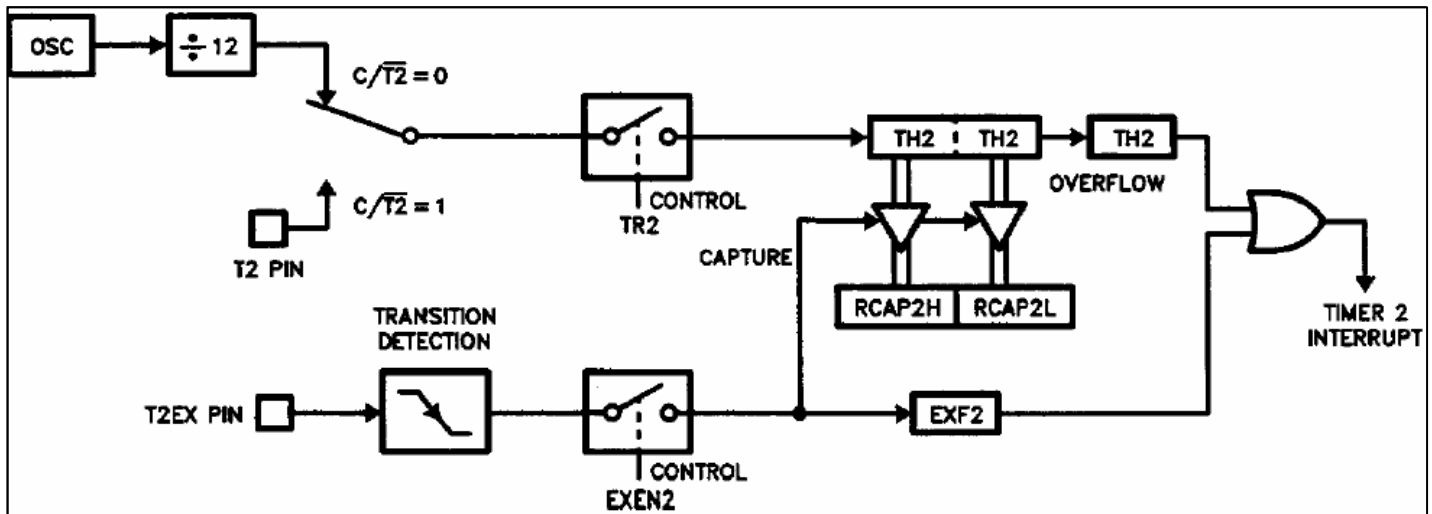 OSC
÷ 12
C/T2̅ = 0
TH2
TH2
TH2
OVERFLOW
CONTROL
TR2
C/T2̅ = 1
T2 PIN
CAPTURE
RCAP2H
RCAP2L
TIMER 2
INTERRUPT
TRANSITION
DETECTION
T2EX PIN
EXF2
CONTROL
EXEN2